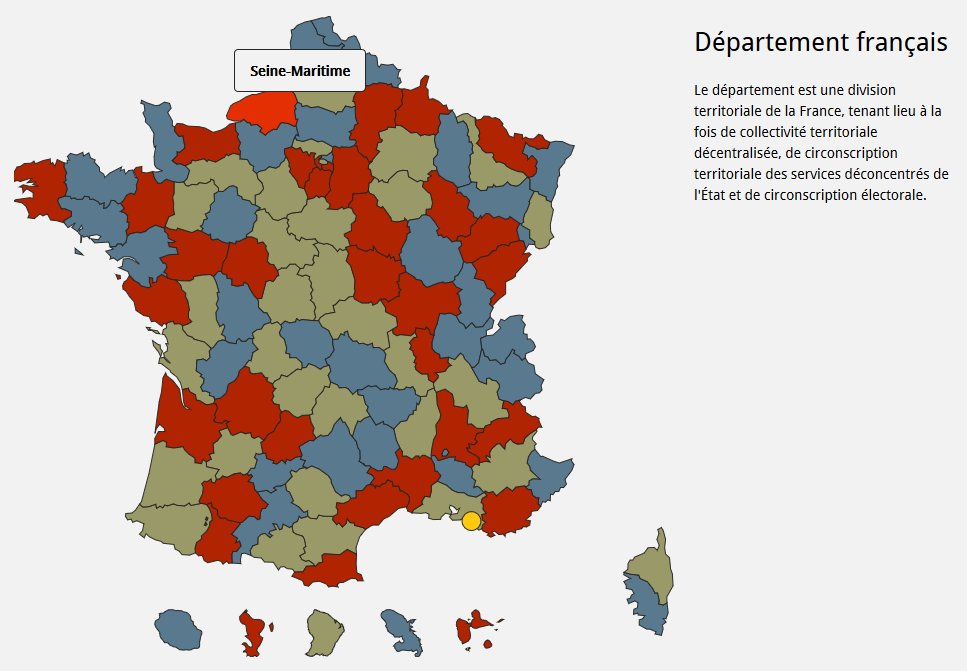 Seine-Maritime
Département français
Le département est une division
territoriale de la France, tenant lieu à la
fois de collectivité territoriale
décentralisée, de circonscription
territoriale des services déconcentrés de
l'État et de circonscription électorale.